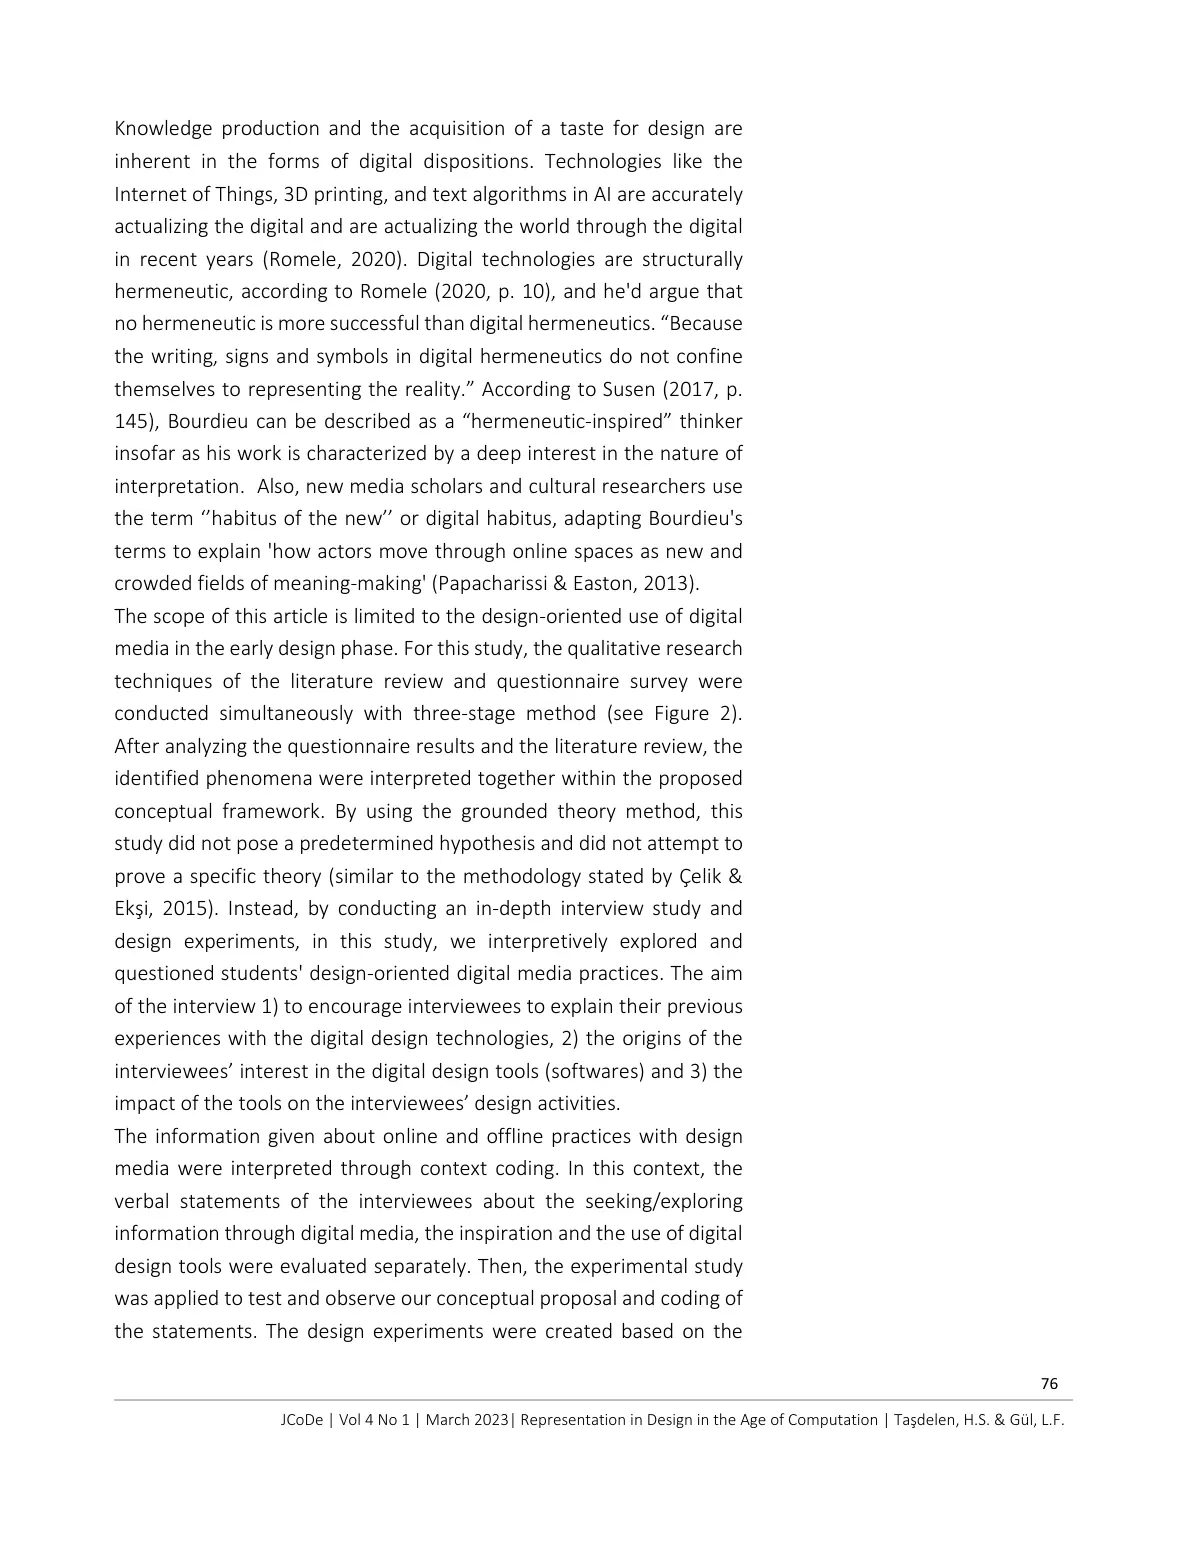 Knowledge production and the acquisition of a taste for design are
inherent in the forms of digital dispositions. Technologies like the
Internet of Things, 3D printing, and text algorithms in AI are accurately
actualizing the digital and are actualizing the world through the digital
in recent years (Romele, 2020). Digital technologies are structurally
hermeneutic, according to Romele (2020, p. 10), and he'd argue that
no hermeneutic is more successful than digital hermeneutics. “Because
the writing, signs and symbols in digital hermeneutics do not confine
themselves to representing the reality.” According to Susen (2017, p.
145), Bourdieu can be described as a “hermeneutic-inspired” thinker
insofar as his work is characterized by a deep interest in the nature of
interpretation.  Also, new media scholars and cultural researchers use
the term ‘’habitus of the new’’ or digital habitus, adapting Bourdieu's
terms to explain 'how actors move through online spaces as new and
crowded fields of meaning-making' (Papacharissi & Easton, 2013).
The scope of this article is limited to the design-oriented use of digital
media in the early design phase. For this study, the qualitative research
techniques of the literature review and questionnaire survey were
conducted simultaneously with three-stage method (see Figure 2).
After analyzing the questionnaire results and the literature review, the
identified phenomena were interpreted together within the proposed
conceptual framework. By using the grounded theory method, this
study did not pose a predetermined hypothesis and did not attempt to
prove a specific theory (similar to the methodology stated by Çelik &
Ekşi, 2015). Instead, by conducting an in-depth interview study and
design experiments, in this study, we interpretively explored and
questioned students' design-oriented digital media practices. The aim
of the interview 1) to encourage interviewees to explain their previous
experiences with the digital design technologies, 2) the origins of the
interviewees’ interest in the digital design tools (softwares) and 3) the
impact of the tools on the interviewees’ design activities.
The information given about online and offline practices with design
media were interpreted through context coding. In this context, the
verbal statements of the interviewees about the seeking/exploring
information through digital media, the inspiration and the use of digital
design tools were evaluated separately. Then, the experimental study
was applied to test and observe our conceptual proposal and coding of
the statements. The design experiments were created based on the
76
JCoDe | Vol 4 No 1 | March 2023| Representation in Design in the Age of Computation | Taşdelen, H.S. & Gül, L.F.